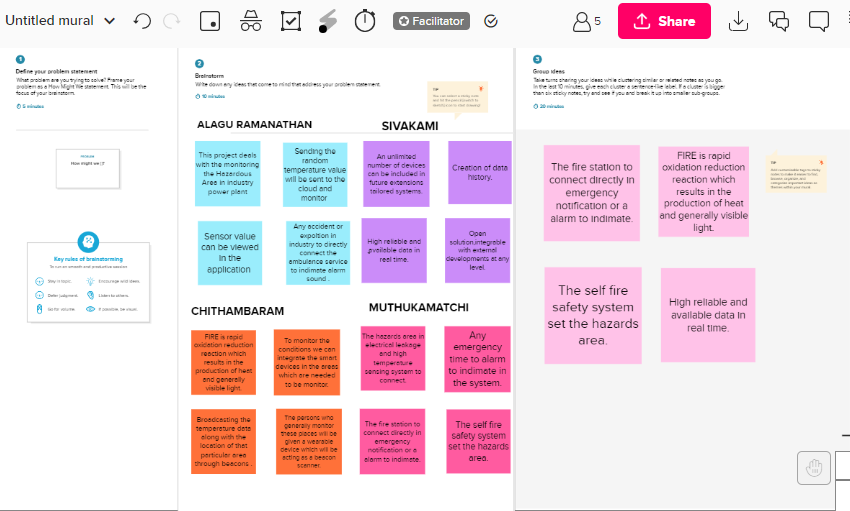 Untitled mural
Facilitator
5
Share
1
Define your problem statement
What problem are you trying to solve? Frame your
problem as a How Might We statement. This will be the
focus of your brainstorm.
5 minutes
PROBLEM
How might we [?
Key rules of brainstorming
To run an smooth and productive session
Stay in topic.
Encourage wild ideas.
Defer judgment.
Listen to others.
Go for volume.
If possible, be visual.
2
Brainstorm
Write down any ideas that come to mind that address your problem statement.
10 minutes
TIP
ALAGU RAMANATHAN
This project deals
with the monitoring
the Hazardous
Area in industry
power plant
Sending the
random
temperature value
will be sent to the
cloud and
monitor
Sensor value
can be viewed
in the
application
Any accident or
expoltion in
industry to directly
connect the
ambulance service
to indimate alarm
sound .
SIVAKAMI
An unlimited
number of devices
can be included in
future extensions
tailored systems.
Creation of data
history.
High reliable and
available data in
real time.
Open
solution,integrable
with external
developments at any
level.
CHITHAMBARAM
FIRE is rapid
oxidation reduction
reaction which
results in the
production of heat
and generally
visible light.
To monitor the
conditions we can
integrate the smart
devices in the areas
which are needed
to be monitor.
Broadcasting the
temperature data
along with the
location of that
particular area
through beacons .
The persons who
generally monitor
these places will be
given a wearable
device which will be
acting as a beacon
scanner.
MUTHUKAMATCHI
The hazards area in
electrical leakage
and high
temperature
sensing system to
connect.
Any
emergency
time to alarm
to indimate in
the system.
The fire station to
connect directly in
emergency
notification or a
alarm to indimate.
The self fire
safety system
set the hazards
area.
3
Group ideas
Take turns sharing your ideas while clustering similar or related notes as you go.
In the last 10 minutes, give each cluster a sentence-like label. If a cluster is bigger
than six sticky notes, try and see if you and break it up into smaller sub-groups.
20 minutes
TIP
The fire station to
connect directly in
emergency
notification or a
alarm to indimate.
FIRE is rapid
oxidation reduction
reaction which
results in the
production of heat
and generally visible
light.
The self fire
safety system
set the hazards
area.
High reliable and
available data in
real time.